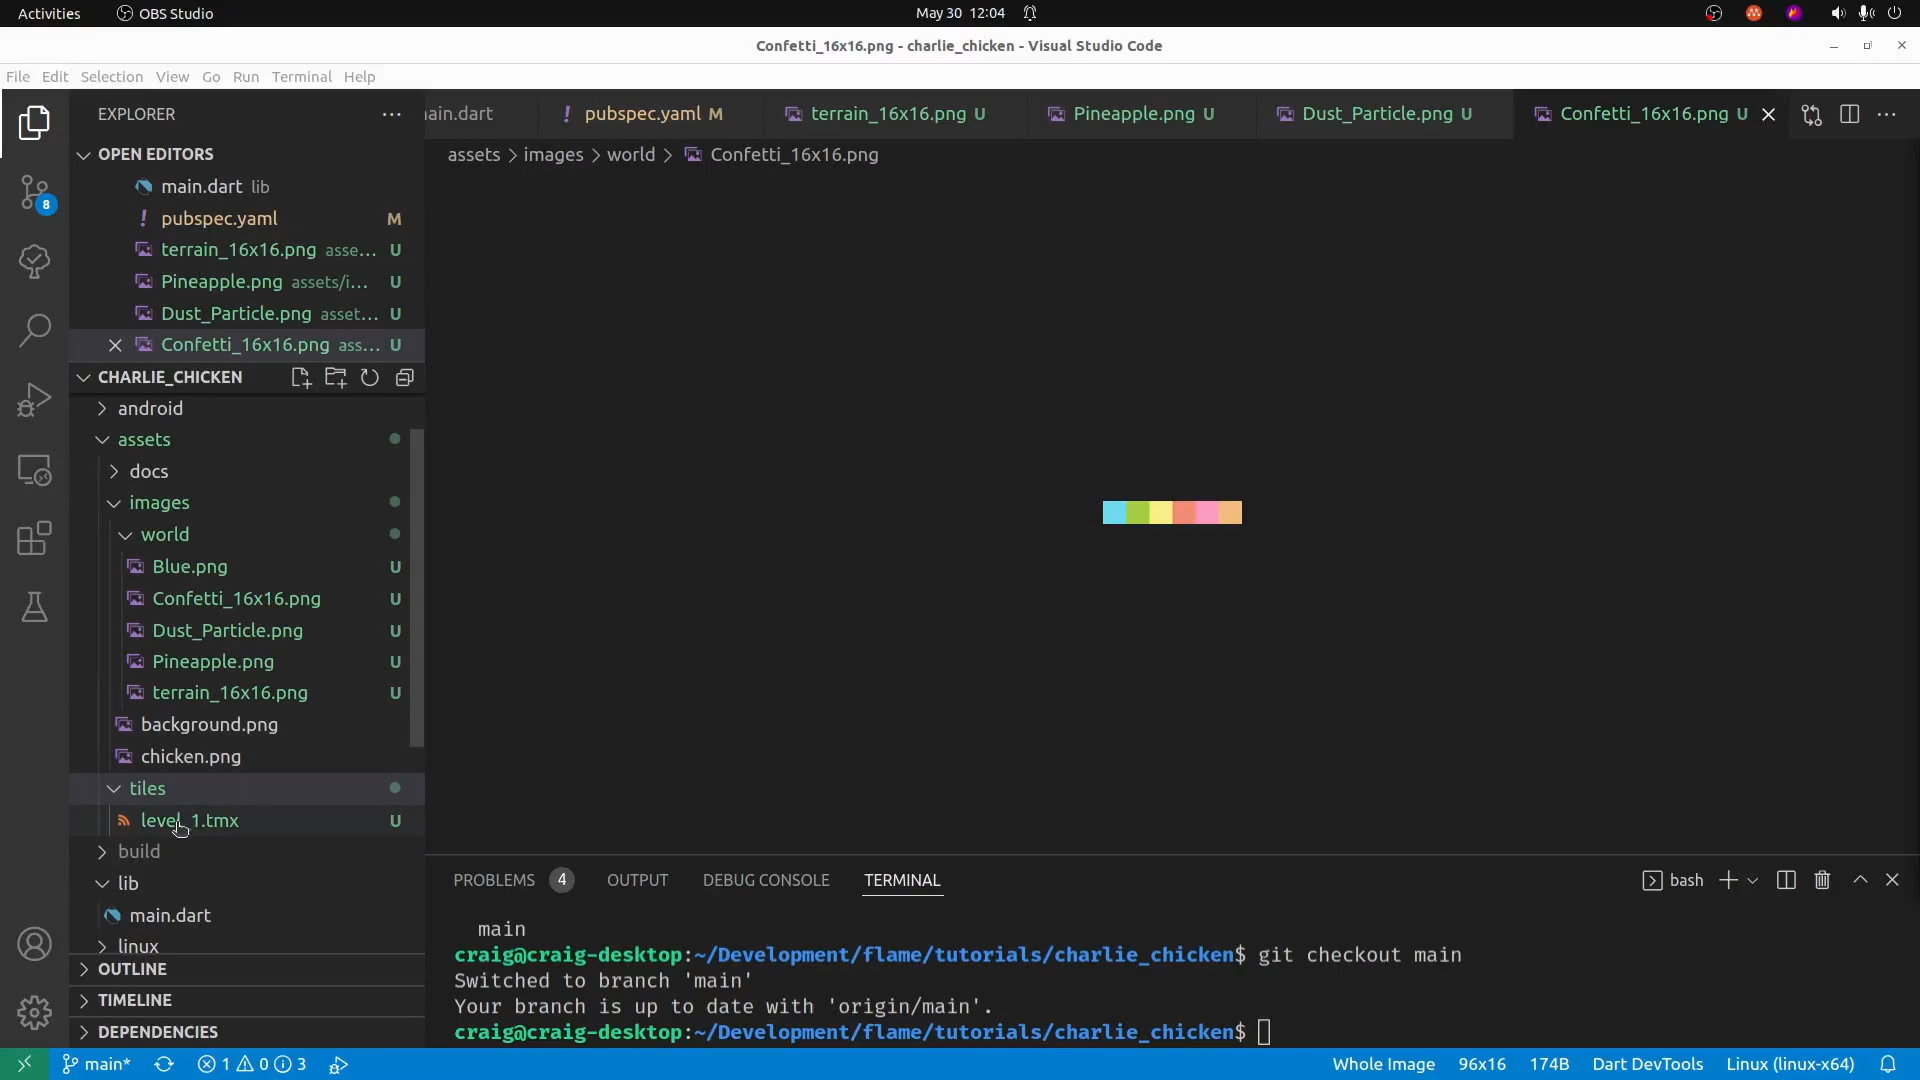 Activities OBS Studio May 30 12:04
Confetti_16x16.png - charlie_chicken - Visual Studio Code
File Edit Selection View Go Run Terminal Help
EXPLORER
main.dart pubspec.yaml M terrain_16x16.png U Pineapple.png U Dust_Particle.png U Confetti_16x16.png U
assets > images > world > Confetti_16x16.png
OPEN EDITORS
main.dart lib
pubspec.yaml M
terrain_16x16.png asse... U
Pineapple.png assets/i... U
Dust_Particle.png asset... U
Confetti_16x16.png ass... U
CHARLIE_CHICKEN
android
assets
docs
images
world
Blue.png U
Confetti_16x16.png U
Dust_Particle.png U
Pineapple.png U
terrain_16x16.png U
background.png
chicken.png
tiles
level_1.tmx U
build
lib
main.dart
linux
OUTLINE
TIMELINE
DEPENDENCIES
8
PROBLEMS 4 OUTPUT DEBUG CONSOLE TERMINAL bash
main
craig@craig-desktop:~/Development/flame/tutorials/charlie_chicken$ git checkout main
Switched to branch 'main'
Your branch is up to date with 'origin/main'.
craig@craig-desktop:~/Development/flame/tutorials/charlie_chicken$
main* 1 0 3 Whole Image 96x16 174B Dart DevTools Linux (linux-x64)